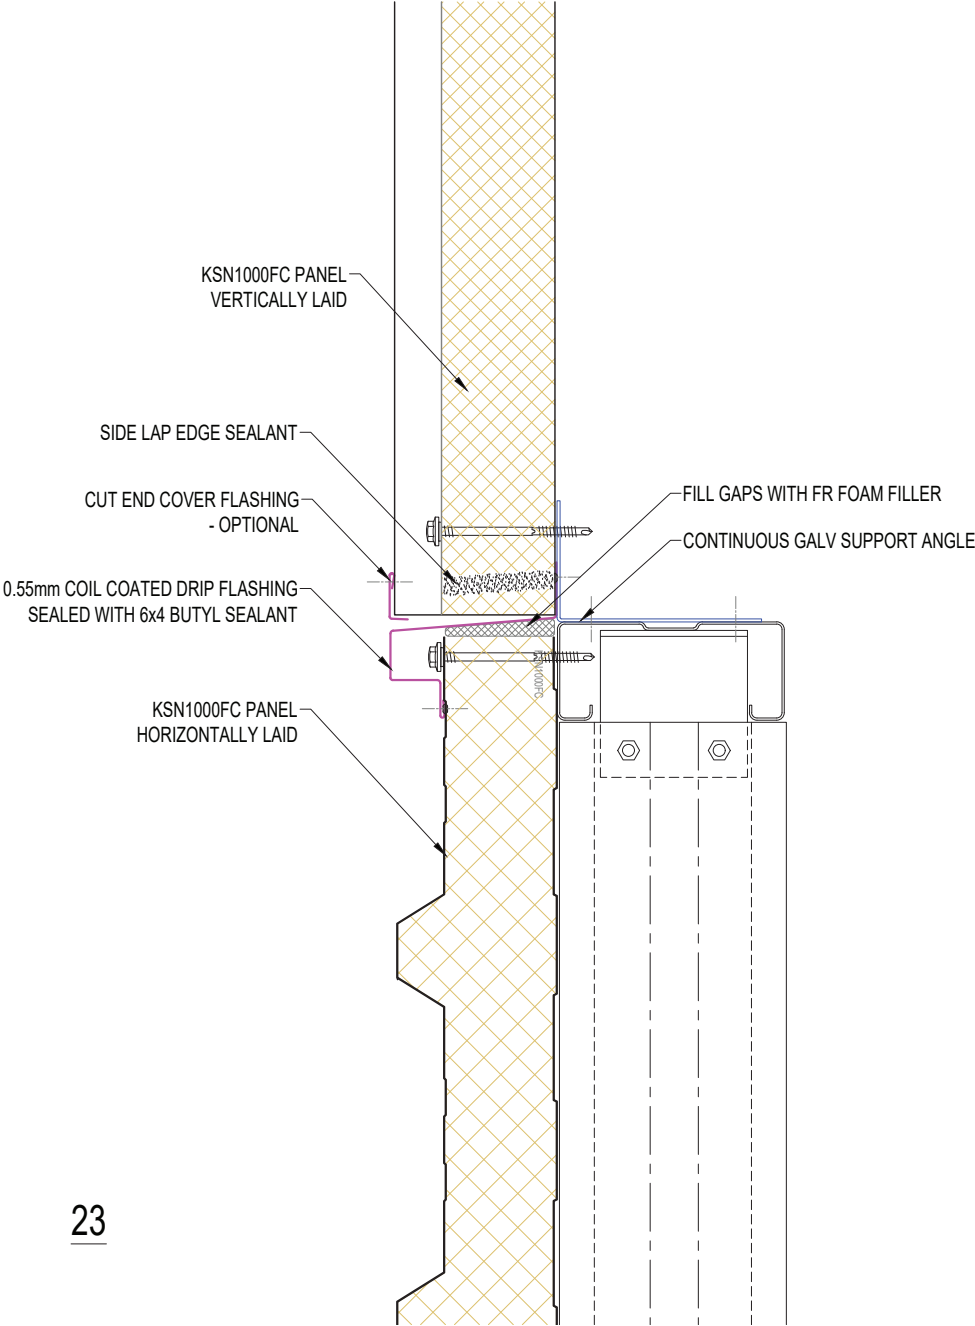 KSN1000FC PANEL
VERTICALLY LAID
SIDE LAP EDGE SEALANT
CUT END COVER FLASHING
- OPTIONAL
FILL GAPS WITH FR FOAM FILLER
CONTINUOUS GALV SUPPORT ANGLE
0.55mm COIL COATED DRIP FLASHING
SEALED WITH 6x4 BUTYL SEALANT
KSN1000FC
KSN1000FC PANEL
HORIZONTALLY LAID
23